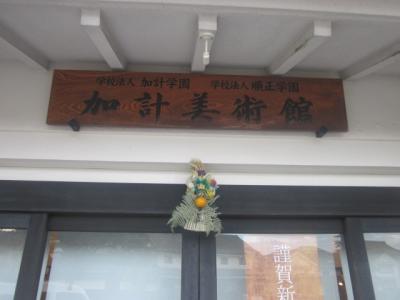 学校法人 加計学園 学校法人 順正学園
加計美術館
謹賀新